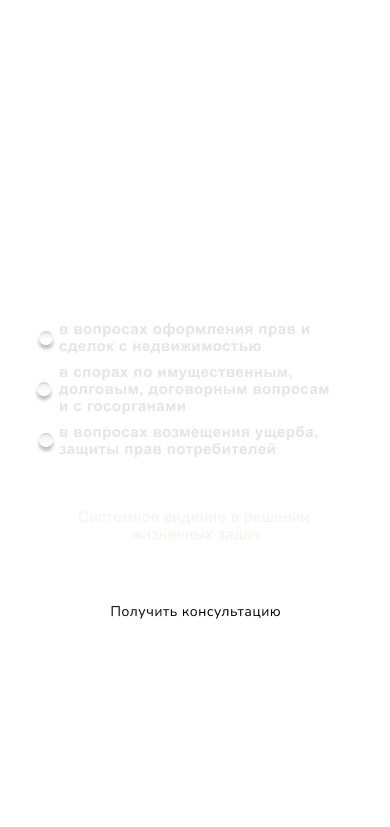 в вопросах оформления прав и
сделок с недвижимостью
в спорах по имущественным,
долговым, договорным вопросам
и с госорганами
в вопросах возмещения ущерба,
защиты прав потребителей
Системное видение в решении
жизненных задач
Получить консультацию